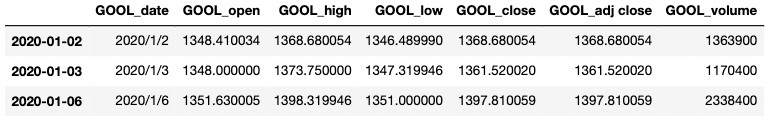 GOOL_date GOOL_open GOOL_high GOOL_low GOOL_close GOOL_adj close GOOL_volume
2020-01-02 2020/1/2 1348.410034 1368.680054 1346.489990 1368.680054 1368.680054 1363900
2020-01-03 2020/1/3 1348.000000 1373.750000 1347.319946 1361.520020 1361.520020 1170400
2020-01-06 2020/1/6 1351.630005 1398.319946 1351.000000 1397.810059 1397.810059 2338400